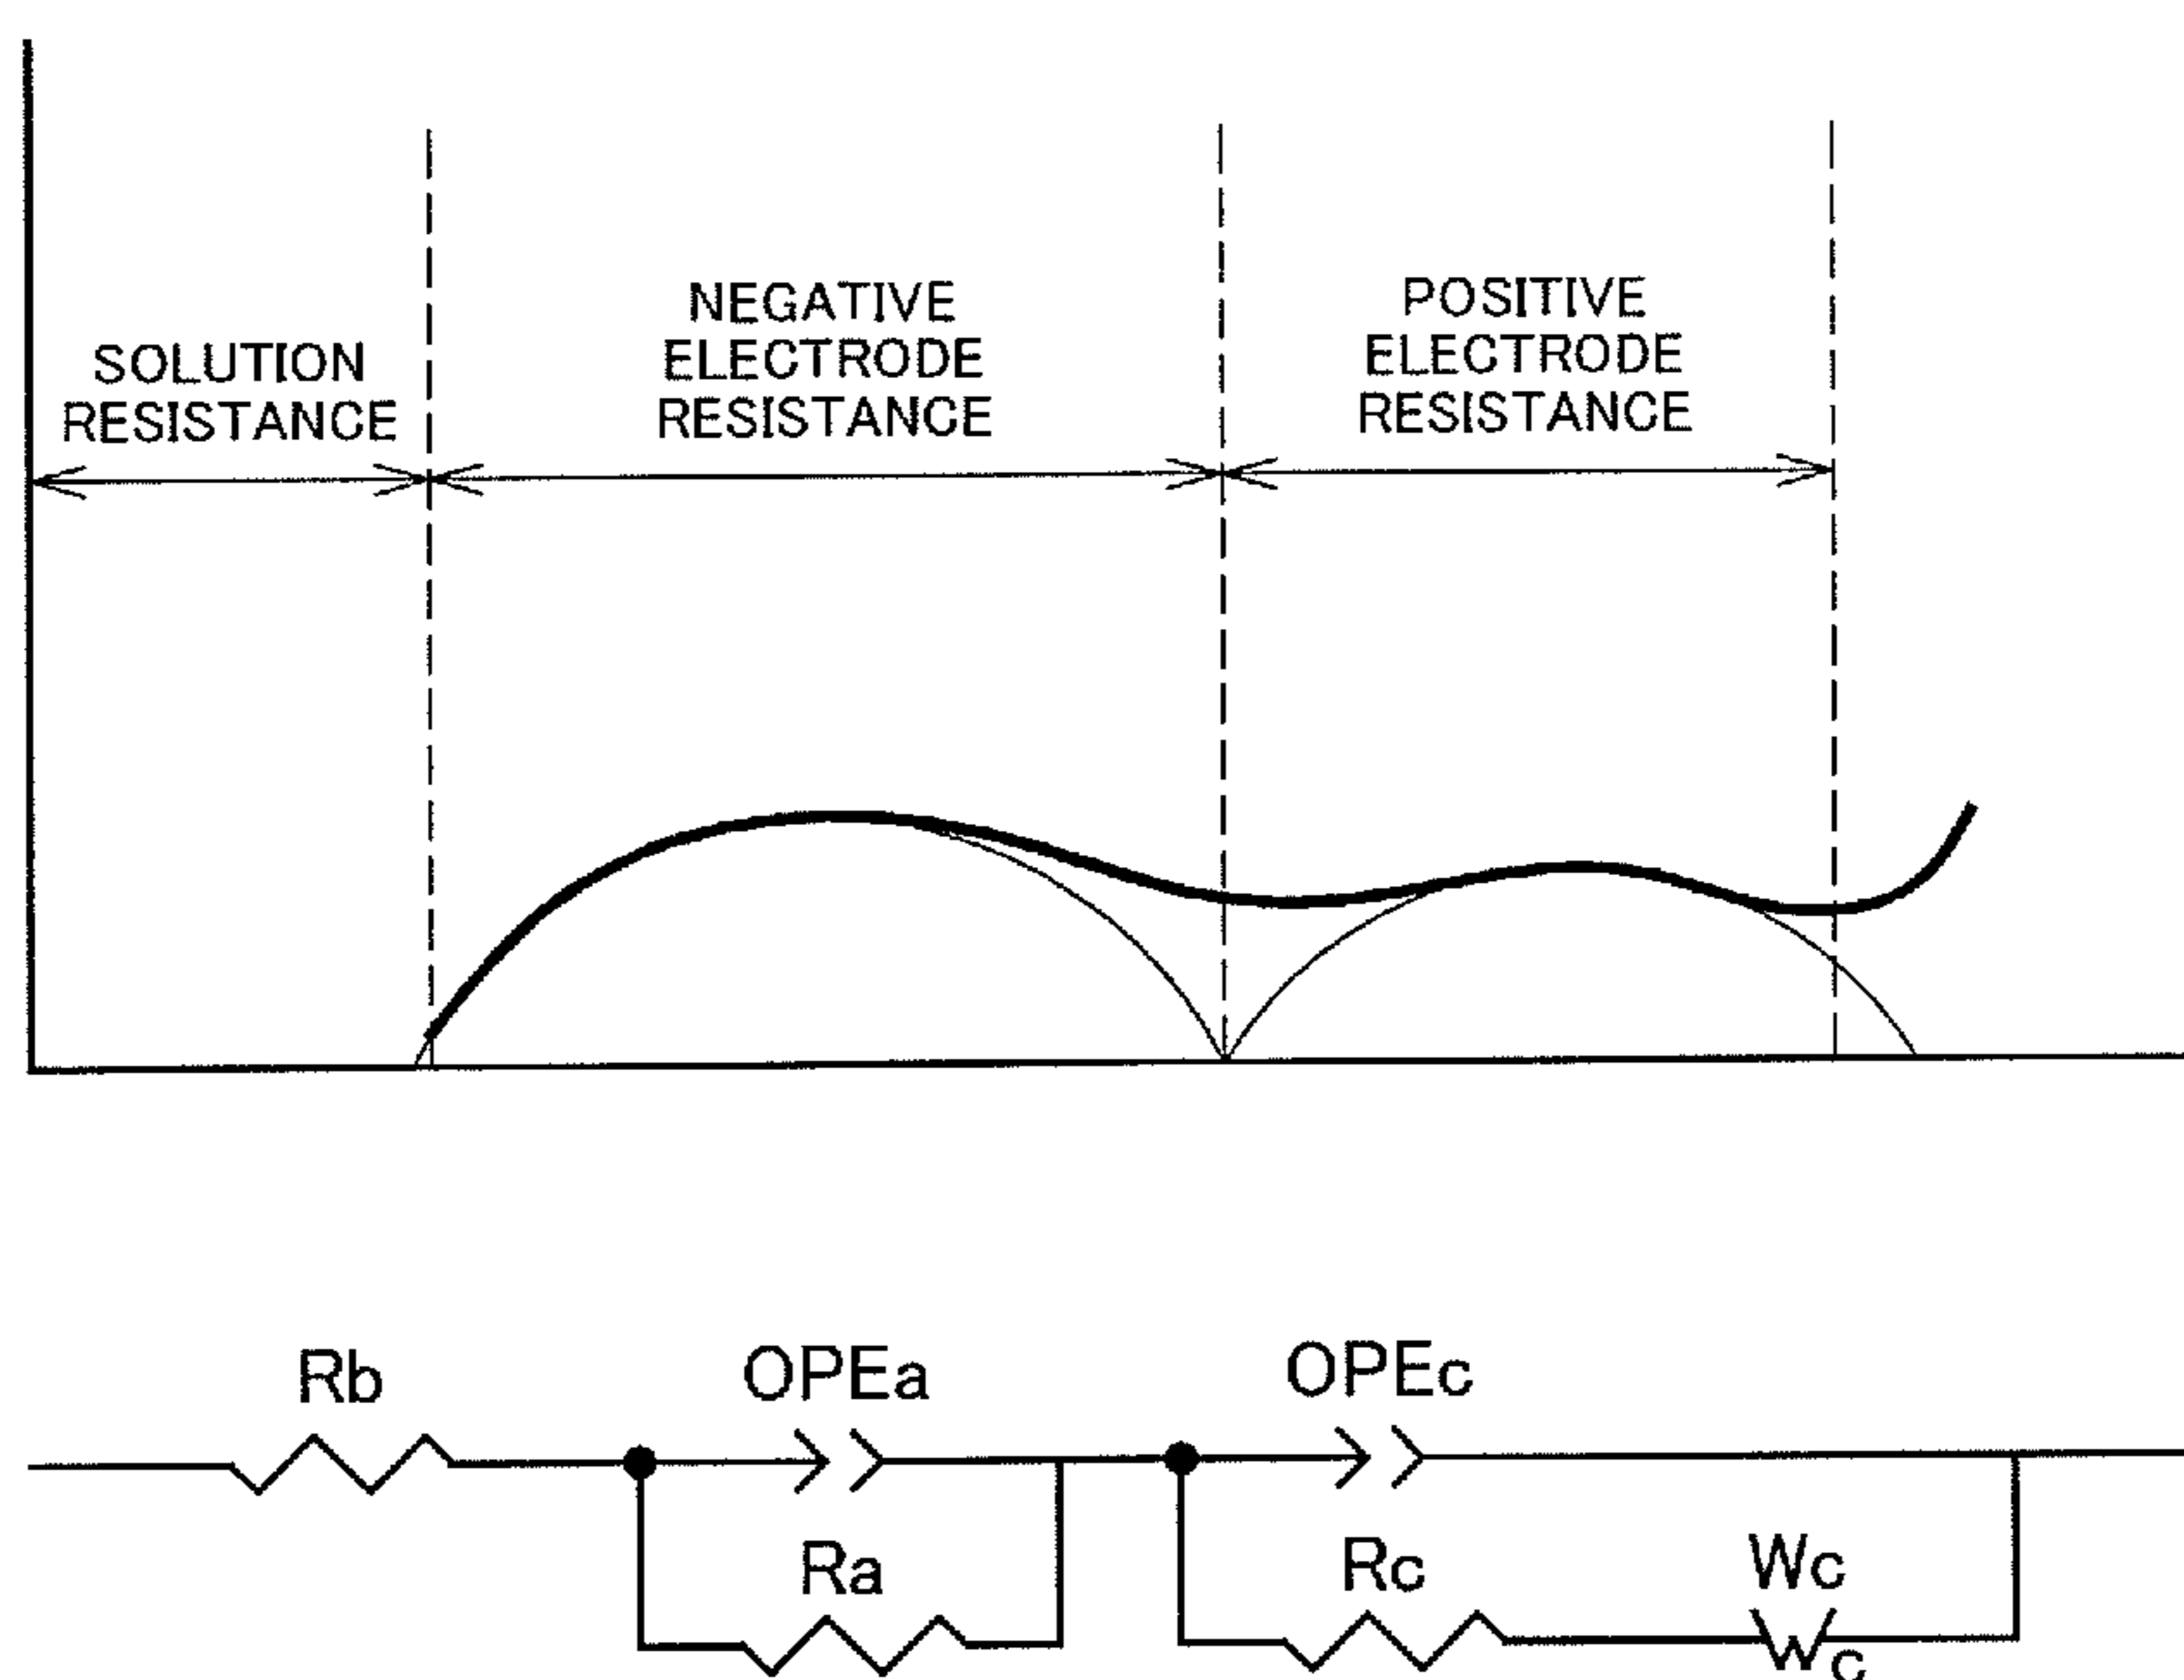 NEGATIVE
ELECTRODE
RESISTANCE
POSITIVE
ELECTRODE
RESISTANCE
SOLUTION
RESISTANCE
Rb
OPEa
OPEc
Ra
Rc
Wc
Wc